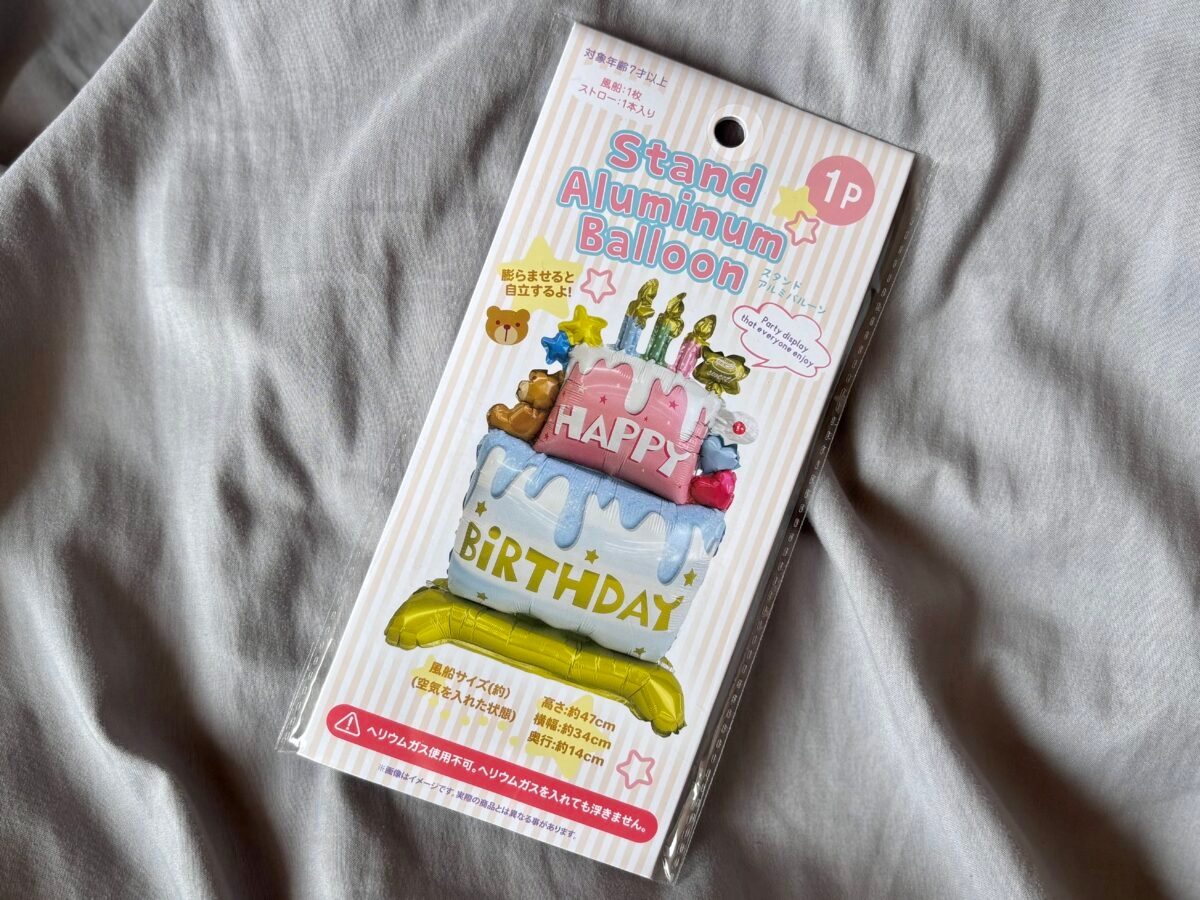 対象年齢7才以上
風船:1枚
ストロー:1本入り
1P
Stand
Aluminum
Balloon
スタンド
アルミバルーン
膨らませると
自立するよ!
Party display
that everyone enjoy
HAPPY
BiRTHDAY
風船サイズ(約)
(空気を入れた状態)
高さ:約47cm
横幅:約34cm
奥行:約14cm
ヘリウムガス使用不可。ヘリウムガスを入れても浮きません。
※画像はイメージです。実際の商品とは異なる事があります。